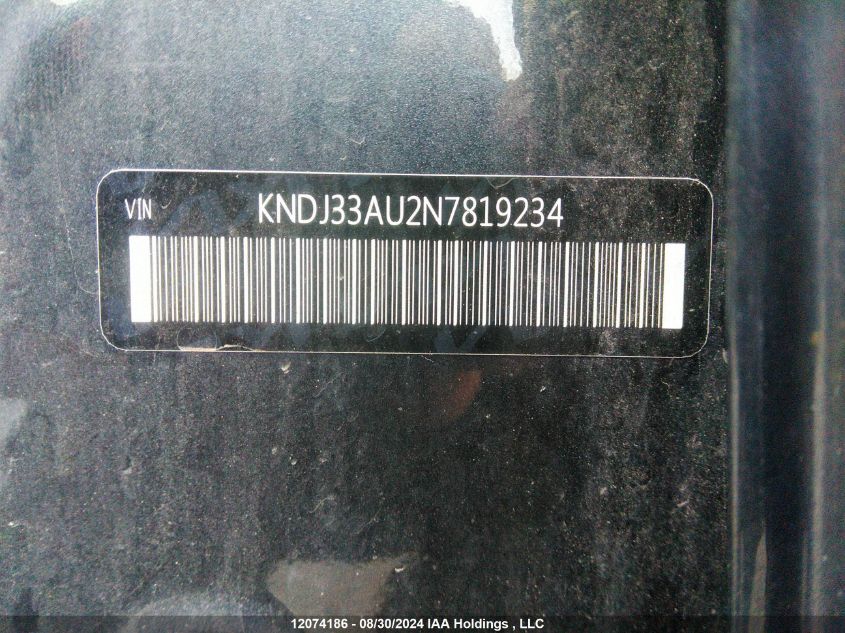 VIN KNDJ33AU2N7819234
12074186 - 08/30/2024 IAA Holdings , LLC